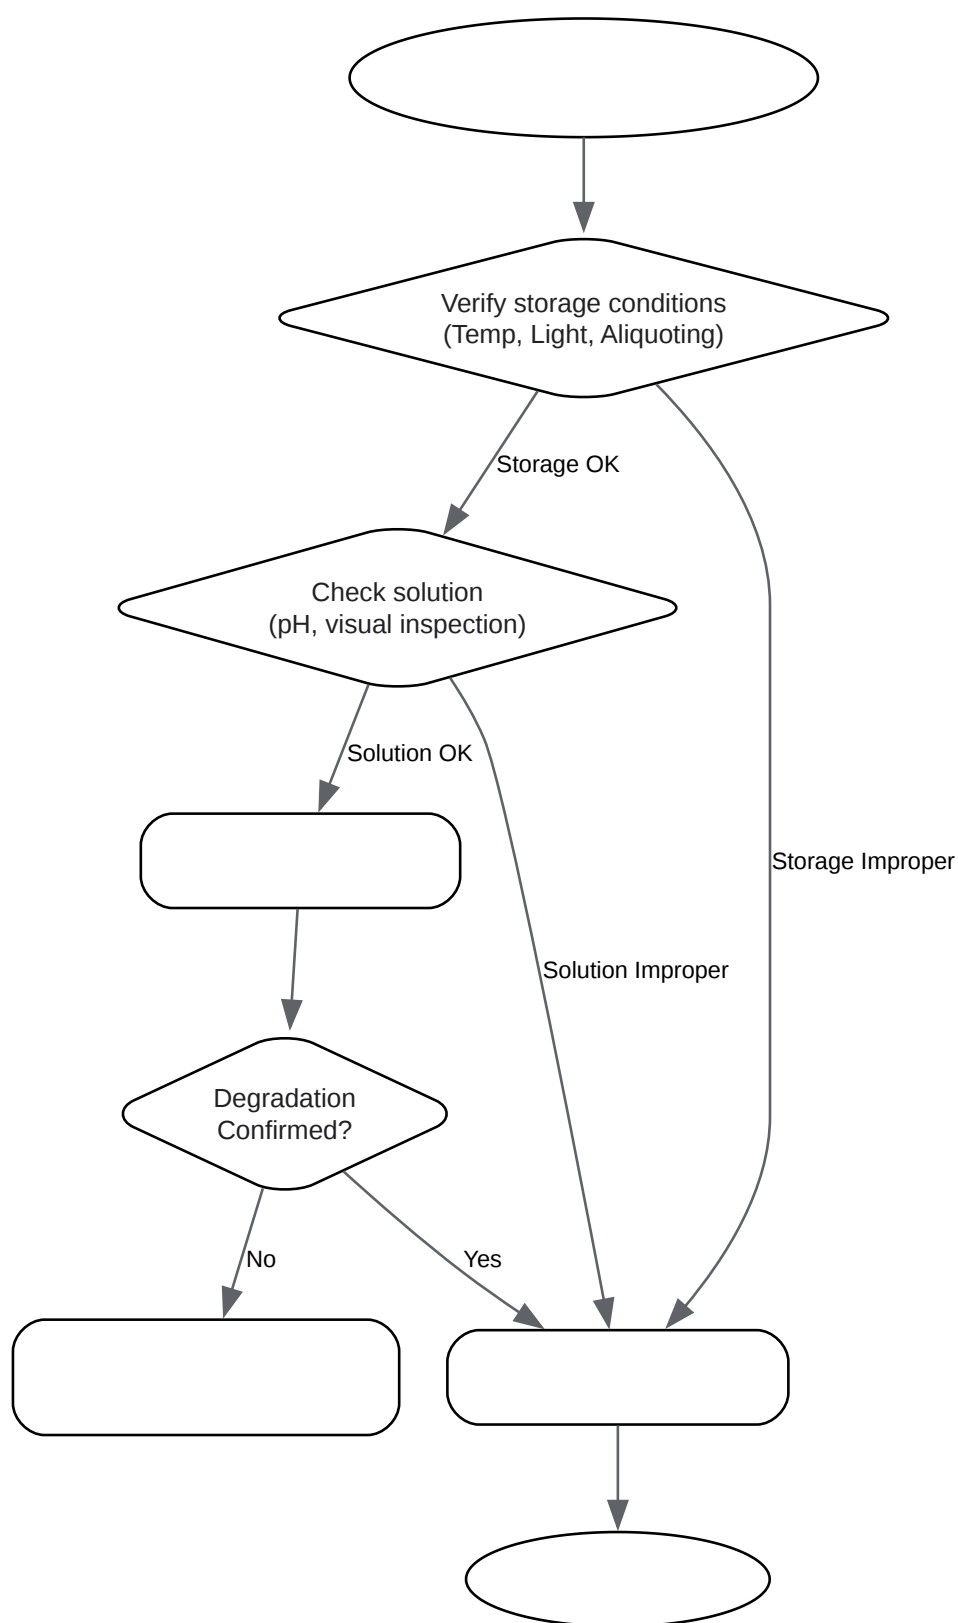 Verify storage conditions
(Temp, Light, Aliquoting)
Storage OK
Check solution
(pH, visual inspection)
Solution OK
Storage Improper
Solution Improper
Degradation
Confirmed?
No
Yes